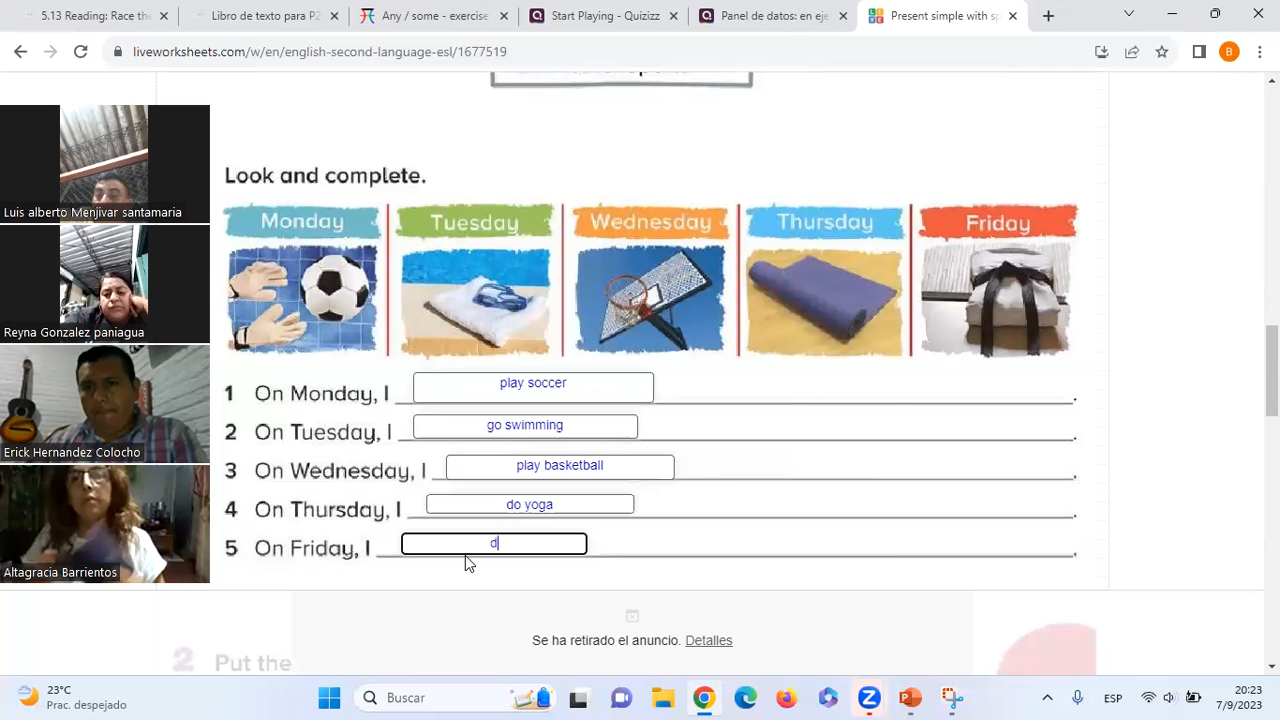 5.13 Reading: Race the
Libro de texto para P2
Any / some: exercise
Start Playing - Quizizz
Panel de datos: en eje
Present simple with sp
liveworksheets.com/w/en/english-second-language-esl/1677519
B
Look and complete.
Monday
Tuesday
Wednesday
Thursday
Friday
1 On Monday, I play soccer.
2 On Tuesday, I go swimming.
3 On Wednesday, I play basketball.
4 On Thursday, I do yoga.
5 On Friday, I d.
Luis alberto Menjivar santamaria
Reyna Gonzalez paniagua
Erick Hernandez Colocho
Altagracia Barrientos
Se ha retirado el anuncio. Detalles
2 Put the
23°C
Prac. despejado
Buscar
ESP
20:23
7/9/2023